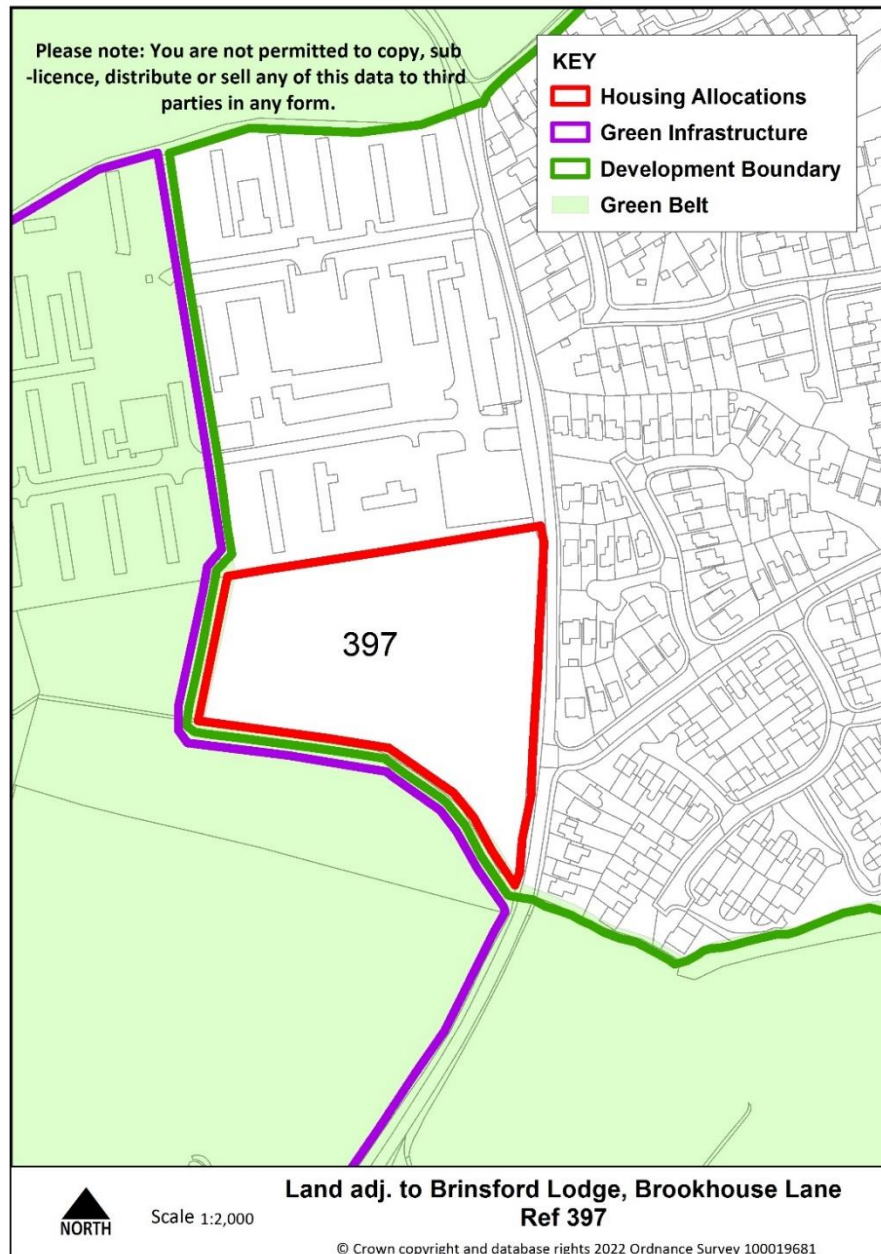 Please note: You are not permitted to copy, sub
-licence, distribute or sell any of this data to third
parties in any form.
KEY
Housing Allocations
Green Infrastructure
Development Boundary
Green Belt
397
NORTH
Scale 1:2,000
Land adj. to Brinsford Lodge, Brookhouse Lane
Ref 397
© Crown copyright and database rights 2022 Ordnance Survey 100019681